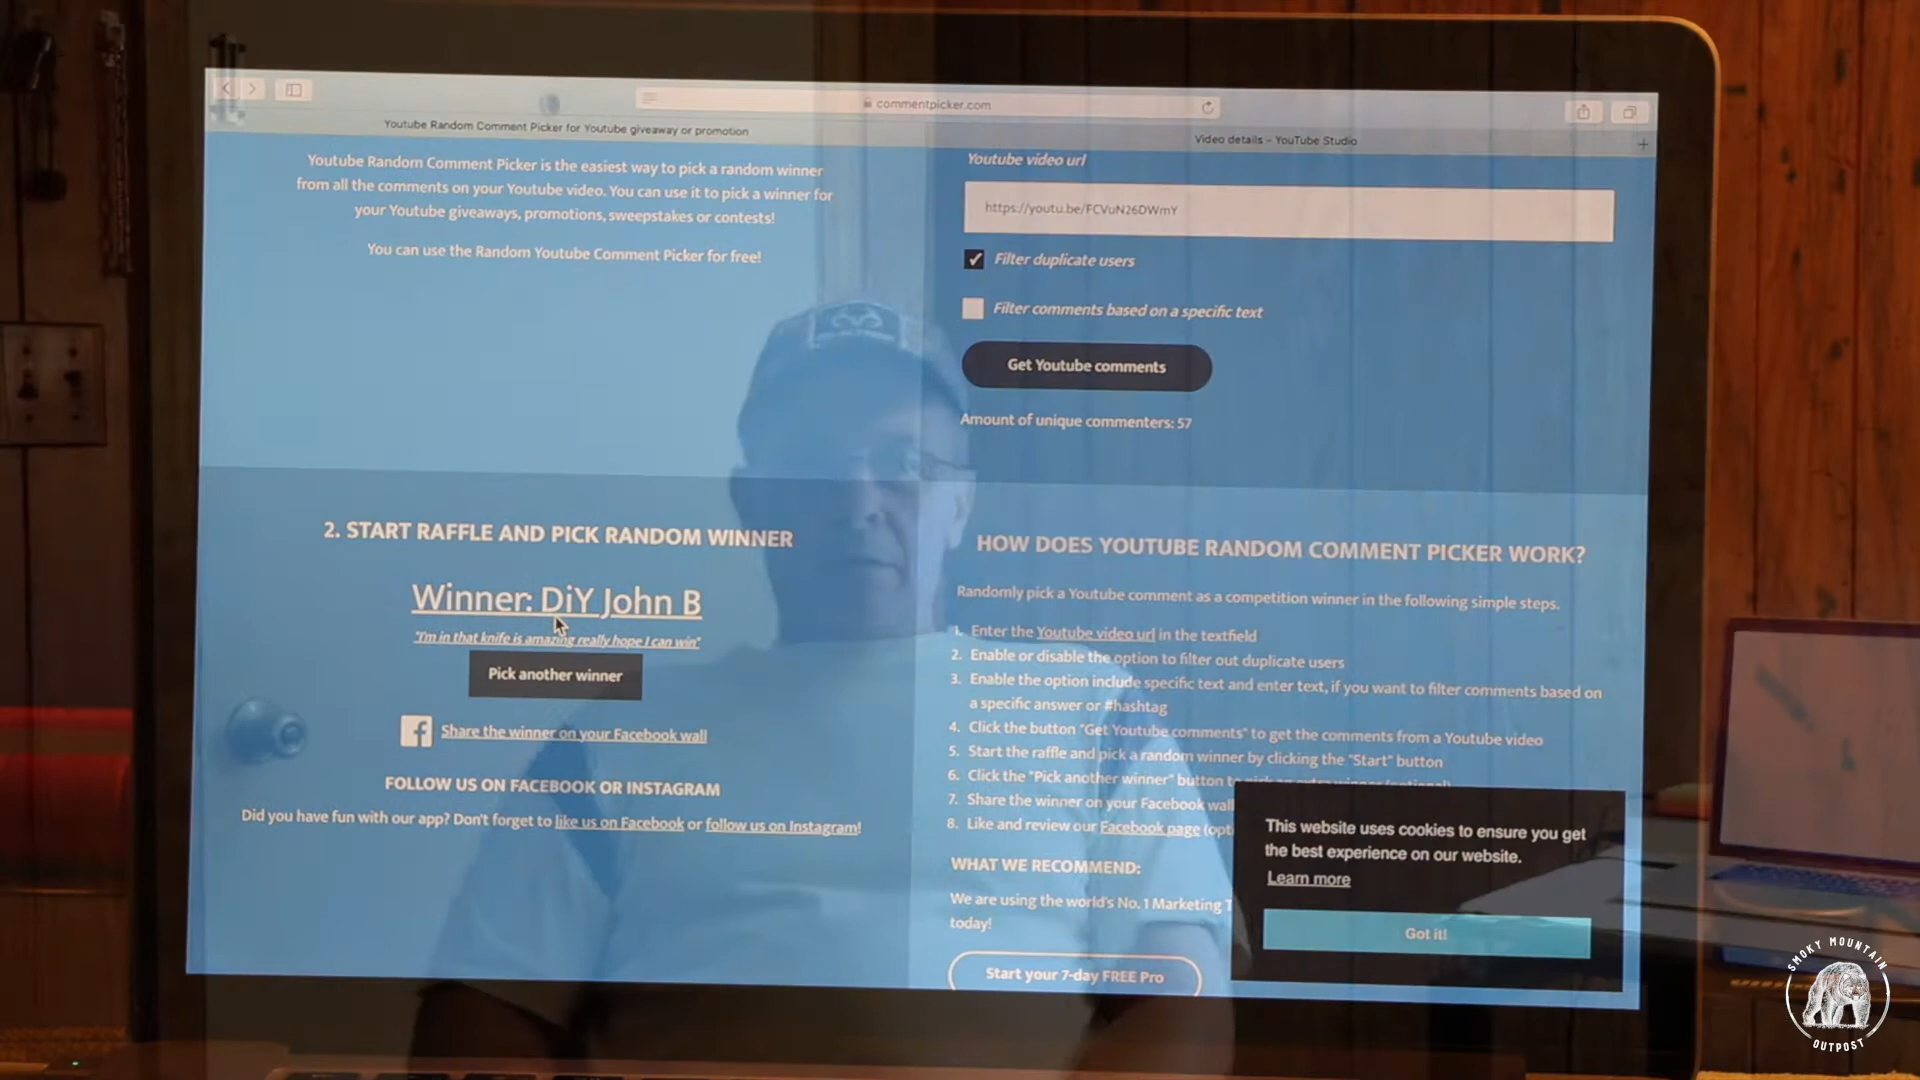 commentpicker.com
Youtube Random Comment Picker for Youtube giveaway or promotion
Video details – YouTube Studio
Youtube Random Comment Picker is the easiest way to pick a random winner
from all the comments on your Youtube video. You can use it to pick a winner for
your Youtube giveaways, promotions, sweepstakes or contests!
You can use the Random Youtube Comment Picker for free!
Youtube video url
https://youtu.be/FCVuN26DWmY
Filter duplicate users
Filter comments based on a specific text
Get Youtube comments
Amount of unique commenters: 57
2. START RAFFLE AND PICK RANDOM WINNER
Winner: DiY John B
"I'm in that knife is amazing really hope I can win"
Pick another winner
Share the winner on your Facebook wall
FOLLOW US ON FACEBOOK OR INSTAGRAM
Did you have fun with our app? Don't forget to like us on Facebook or follow us on Instagram!
HOW DOES YOUTUBE RANDOM COMMENT PICKER WORK?
Randomly pick a Youtube comment as a competition winner in the following simple steps.
1. Enter the Youtube video url in the textfield
2. Enable or disable the option to filter out duplicate users
3. Enable the option include specific text and enter text, if you want to filter comments based on
a specific answer or #hashtag
4. Click the button "Get Youtube comments" to get the comments from a Youtube video
5. Start the raffle and pick a random winner by clicking the "Start" button
6. Click the "Pick another winner" button to
7. Share the winner on your Facebook wall
8. Like and review our Facebook page (opt
WHAT WE RECOMMEND:
We are using the world's No. 1 Marketing T
today!
Start your 7-day FREE Pro
This website uses cookies to ensure you get
the best experience on our website.
Learn more
Got it!
SMOKY MOUNTAIN
OUTPOST